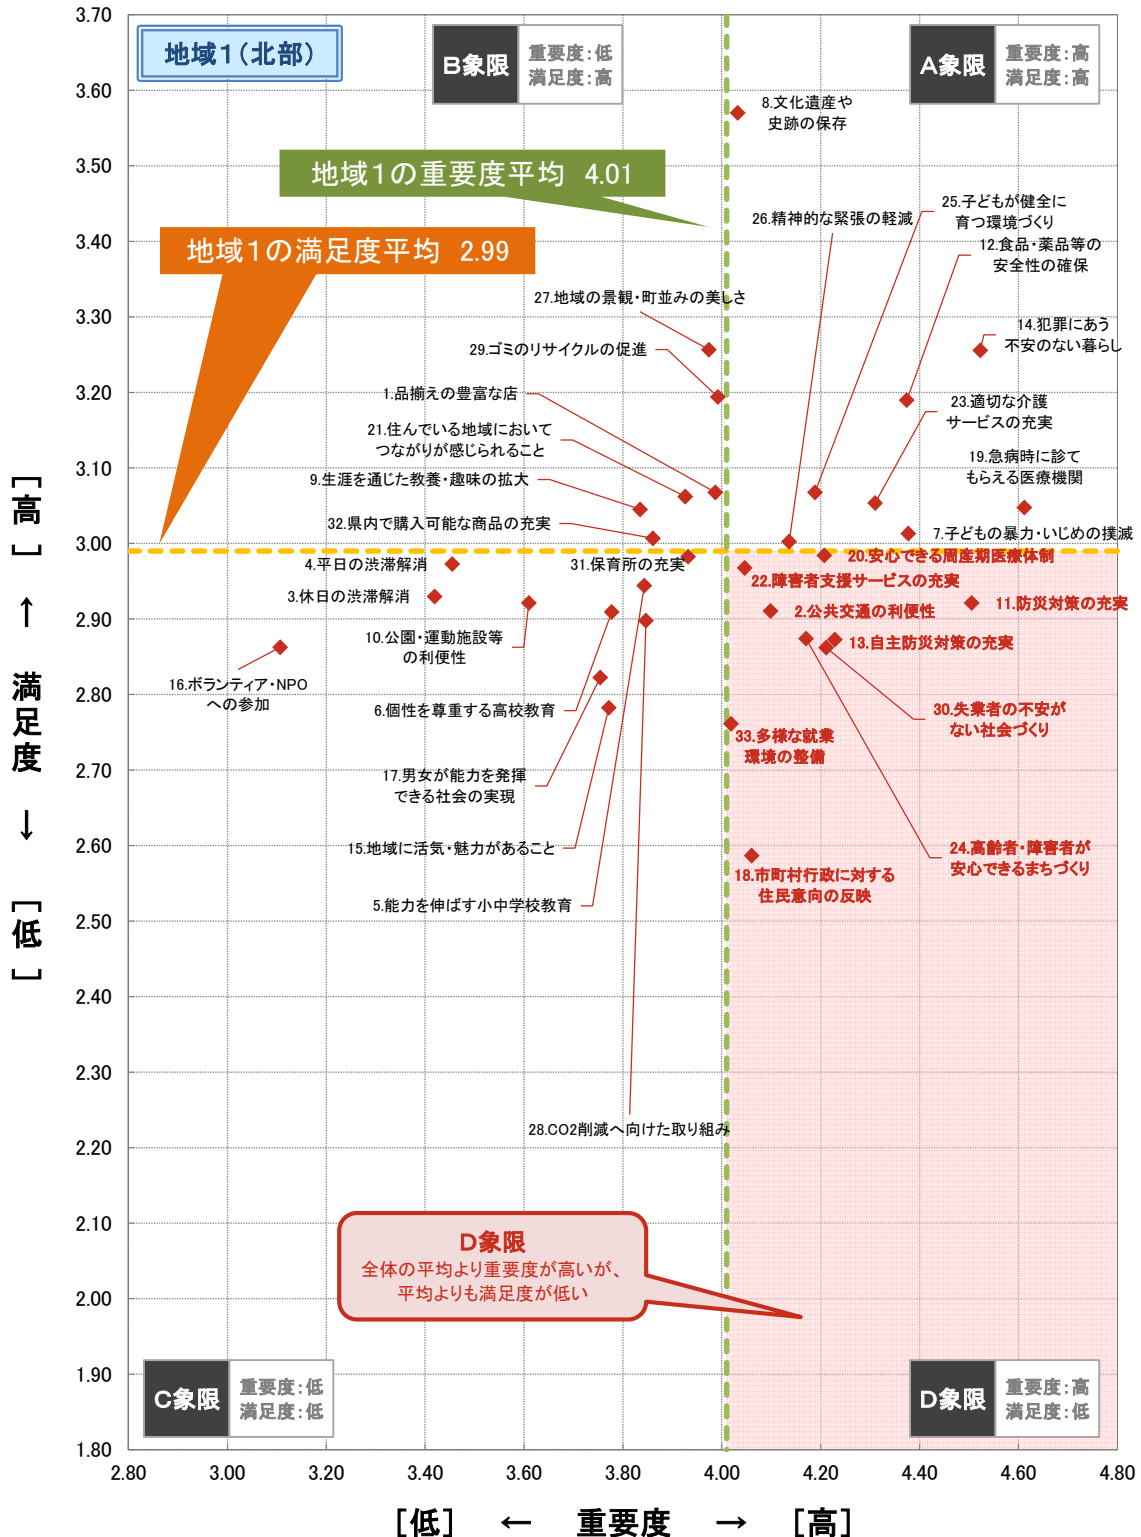 地域1(北部)
B象限
重要度:低
満足度:高
A象限
重要度:高
満足度:高
地域1の重要度平均 4.01
地域1の満足度平均 2.99
8.文化遺産や
史跡の保存
26.精神的な緊張の軽減
25.子どもが健全に
育つ環境づくり
12.食品・薬品等の
安全性の確保
14.犯罪にあう
不安のない暮らし
27.地域の景観・町並みの美しさ
29.ゴミのリサイクルの促進
1.品揃えの豊富な店
21.住んでいる地域において
つながりが感じられること
9.生涯を通じた教養・趣味の拡大
32.県内で購入可能な商品の充実
23.適切な介護
サービスの充実
19.急病時に診て
もらえる医療機関
7.子どもの暴力・いじめの撲滅
4.平日の渋滞解消
31.保育所の充実
20.安心できる周産期医療体制
22.障害者支援サービスの充実
3.休日の渋滞解消
2.公共交通の利便性
11.防災対策の充実
10.公園・運動施設等
の利便性
13.自主防災対策の充実
16.ボランティア・NPO
への参加
6.個性を尊重する高校教育
30.失業者の不安が
ない社会づくり
33.多様な就業
環境の整備
17.男女が能力を発揮
できる社会の実現
15.地域に活気・魅力があること
24.高齢者・障害者が
安心できるまちづくり
18.市町村行政に対する
住民意向の反映
5.能力を伸ばす小中学校教育
28.CO2削減へ向けた取り組み
D象限
全体の平均より重要度が高いが、
平均よりも満足度が低い
C象限
重要度:低
満足度:低
D象限
重要度:高
満足度:低
3.70
3.60
3.50
3.40
3.30
3.20
3.10
3.00
2.90
2.80
2.70
2.60
2.50
2.40
2.30
2.20
2.10
2.00
1.90
1.80
2.80 3.00 3.20 3.40 3.60 3.80 4.00 4.20 4.40 4.60 4.80
[高] ↑ 満足度 ↓ [低]
[低] ← 重要度 → [高]